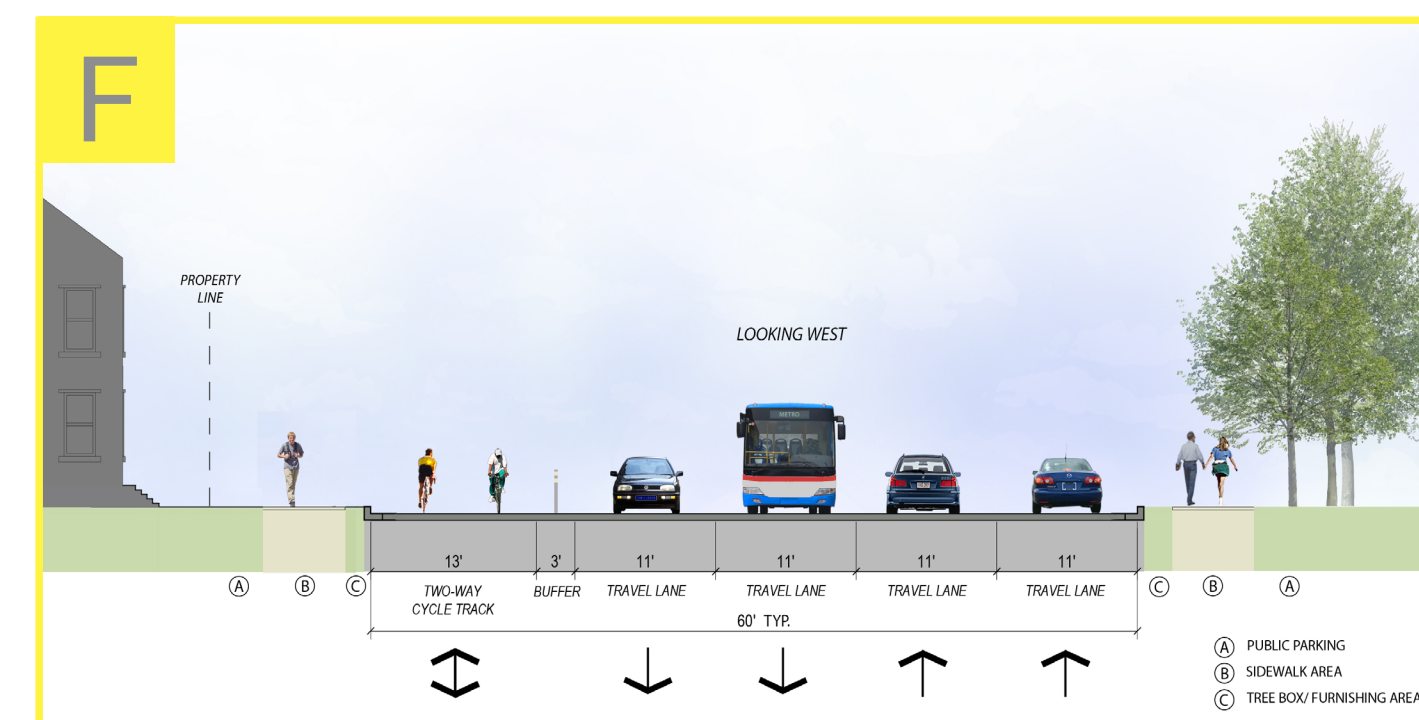 F
PROPERTY
LINE
LOOKING WEST
METRO
13' 3' 11' 11' 11' 11'
TWO-WAY
CYCLE TRACK
BUFFER
TRAVEL LANE
TRAVEL LANE
TRAVEL LANE
TRAVEL LANE
A B C
C B A
60' TYP.
A PUBLIC PARKING
B SIDEWALK AREA
C TREE BOX/ FURNISHING AREA